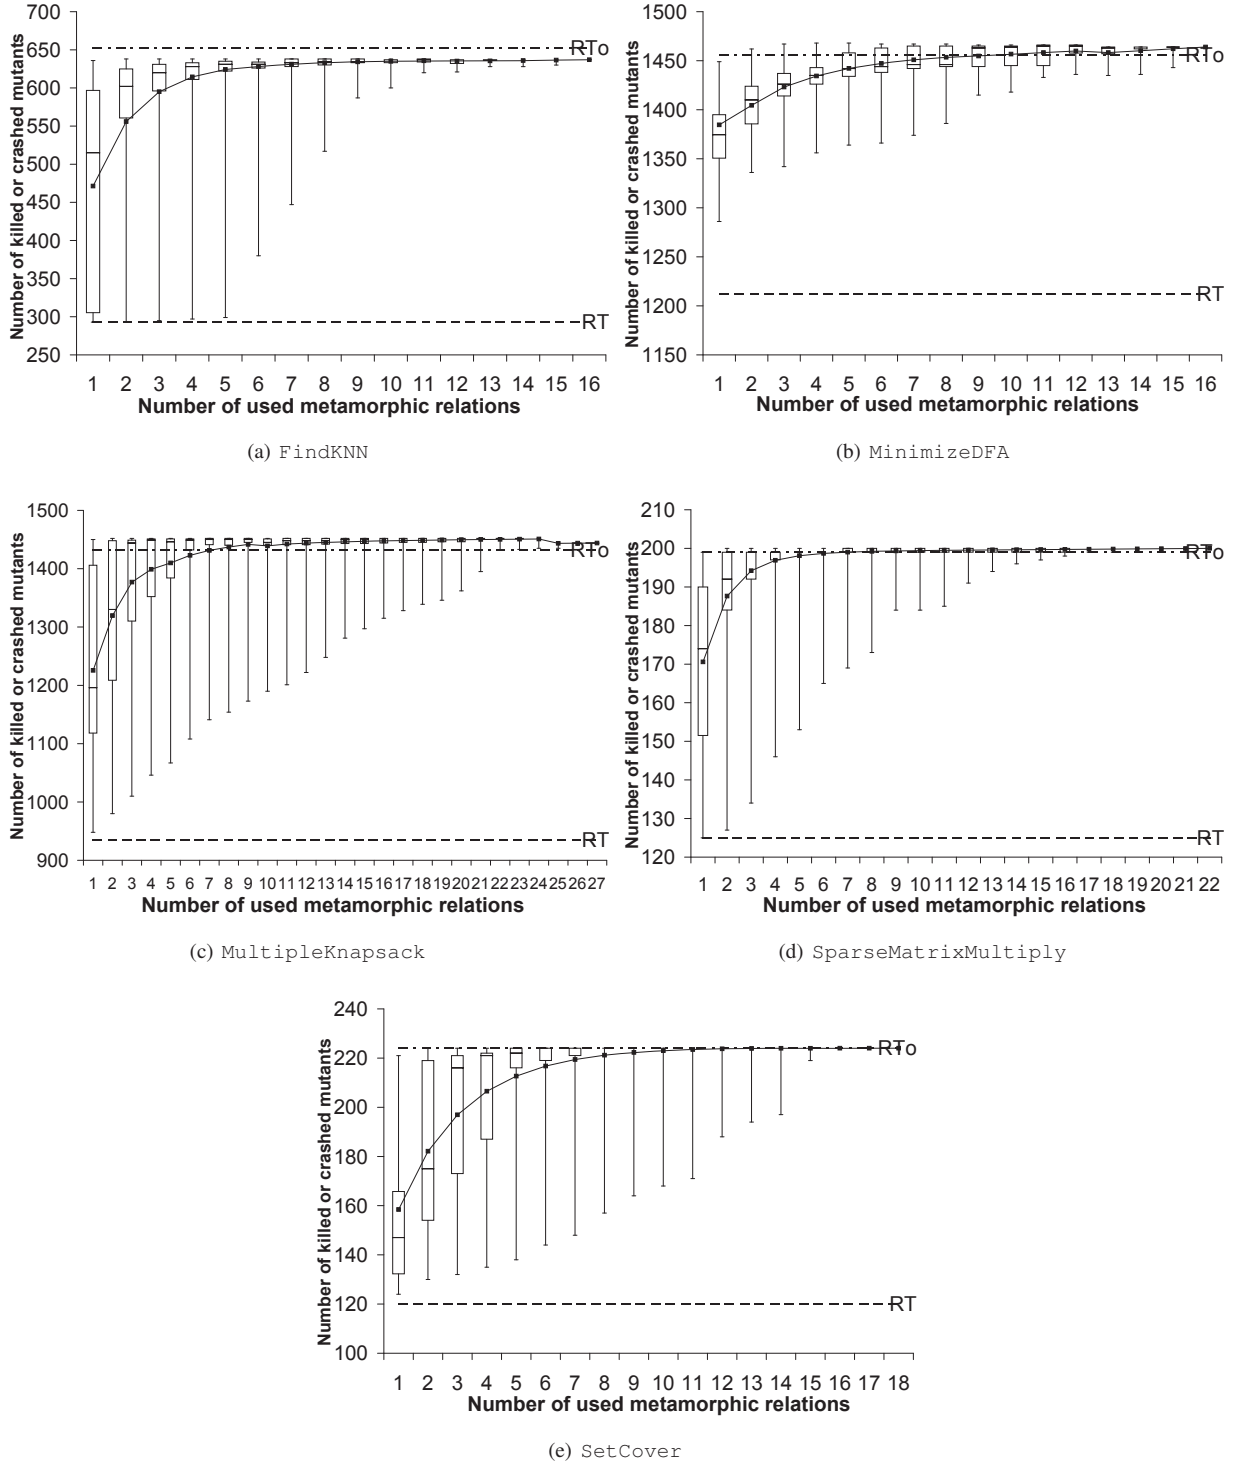 Number of killed or crashed mutants
700
650
600
550
500
450
400
350
300
250
RTo
RT
1 2 3 4 5 6 7 8 9 10 11 12 13 14 15 16
Number of used metamorphic relations
(a) FindKNN
Number of killed or crashed mutants
1500
1450
1400
1350
1300
1250
1200
1150
RTo
RT
1 2 3 4 5 6 7 8 9 10 11 12 13 14 15 16
Number of used metamorphic relations
(b) MinimizeDFA
Number of killed or crashed mutants
1500
1400
1300
1200
1100
1000
900
RTo
RT
1 2 3 4 5 6 7 8 9 10 11 12 13 14 15 16 17 18 19 20 21 22 23 24 25 26 27
Number of used metamorphic relations
(c) MultipleKnapsack
Number of killed or crashed mutants
210
200
190
180
170
160
150
140
130
120
RTo
RT
1 2 3 4 5 6 7 8 9 10 11 12 13 14 15 16 17 18 19 20 21 22
Number of used metamorphic relations
(d) SparseMatrixMultiply
Number of killed or crashed mutants
240
220
200
180
160
140
120
100
RTo
RT
1 2 3 4 5 6 7 8 9 10 11 12 13 14 15 16 17 18
Number of used metamorphic relations
(e) SetCover